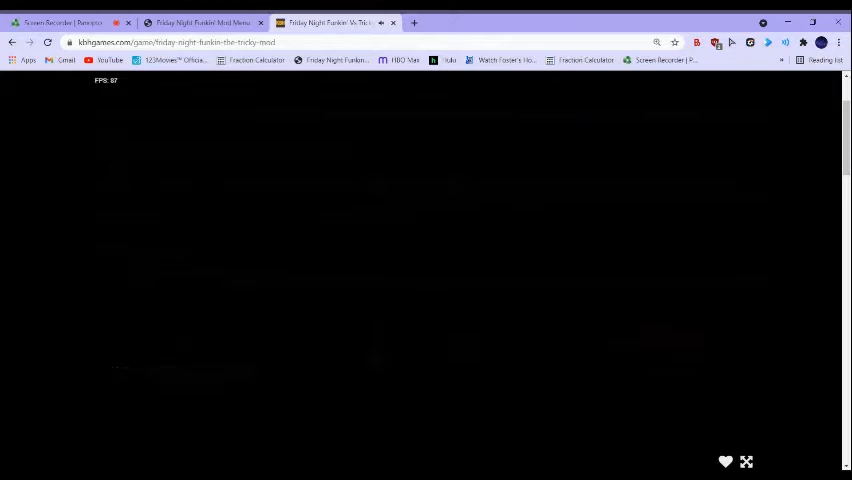 Screen Recorder | Panopto
Friday Night Funkin' Mod Menu
Friday Night Funkin' Vs Trick
kbhgames.com/game/friday-night-funkin-the-tricky-mod
Apps
Gmail
YouTube
123Movies™ Officia...
Fraction Calculator
Friday Night Funkin...
HBO Max
Hulu
Watch Foster's Ho...
Fraction Calculator
Screen Recorder | P...
»
Reading list
FPS: 87